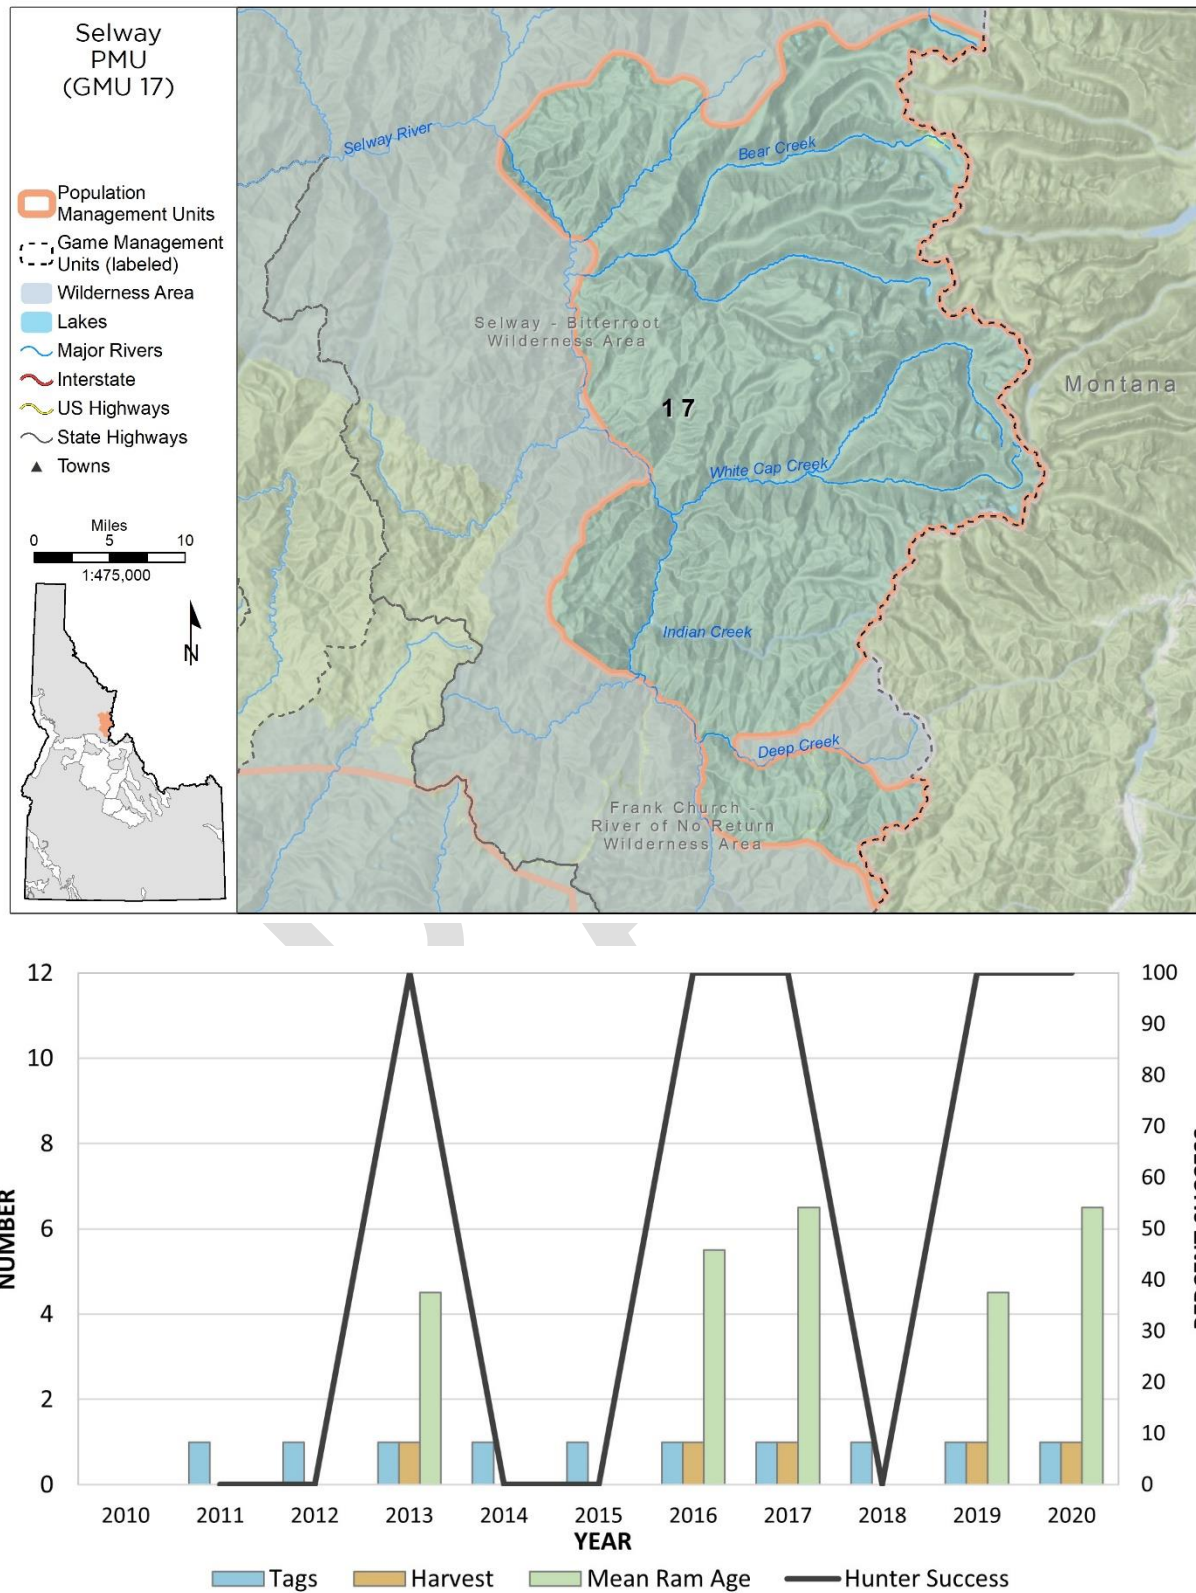 Selway
PMU
(GMU 17)
Population
Management Units
Game Management
Units (labeled)
Wilderness Area
Lakes
Major Rivers
Interstate
US Highways
State Highways
Towns
Miles
0 5 10
1:475,000
N
Selway River
Bear Creek
Selway - Bitterroot
Wilderness Area
Montana
17
White Cap Creek
Indian Creek
Deep Creek
Frank Church -
River of No Return
Wilderness Area
12
10
8
6
4
2
0
NUMBER
100
90
80
70
60
50
40
30
20
10
0
2010 2011 2012 2013 2014 2015 2016 2017 2018 2019 2020
YEAR
Tags Harvest Mean Ram Age Hunter Success